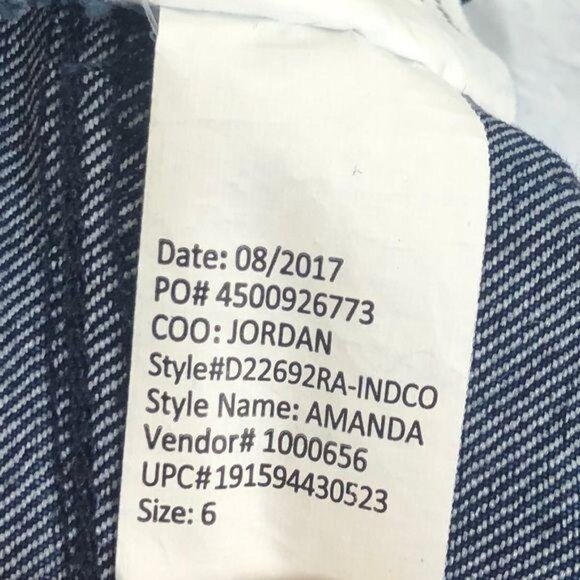 Date: 08/2017
PO# 4500926773
COO: JORDAN
Style#D22692RA-INDCO
Style Name: AMANDA
Vendor# 1000656
UPC#191594430523
Size: 6